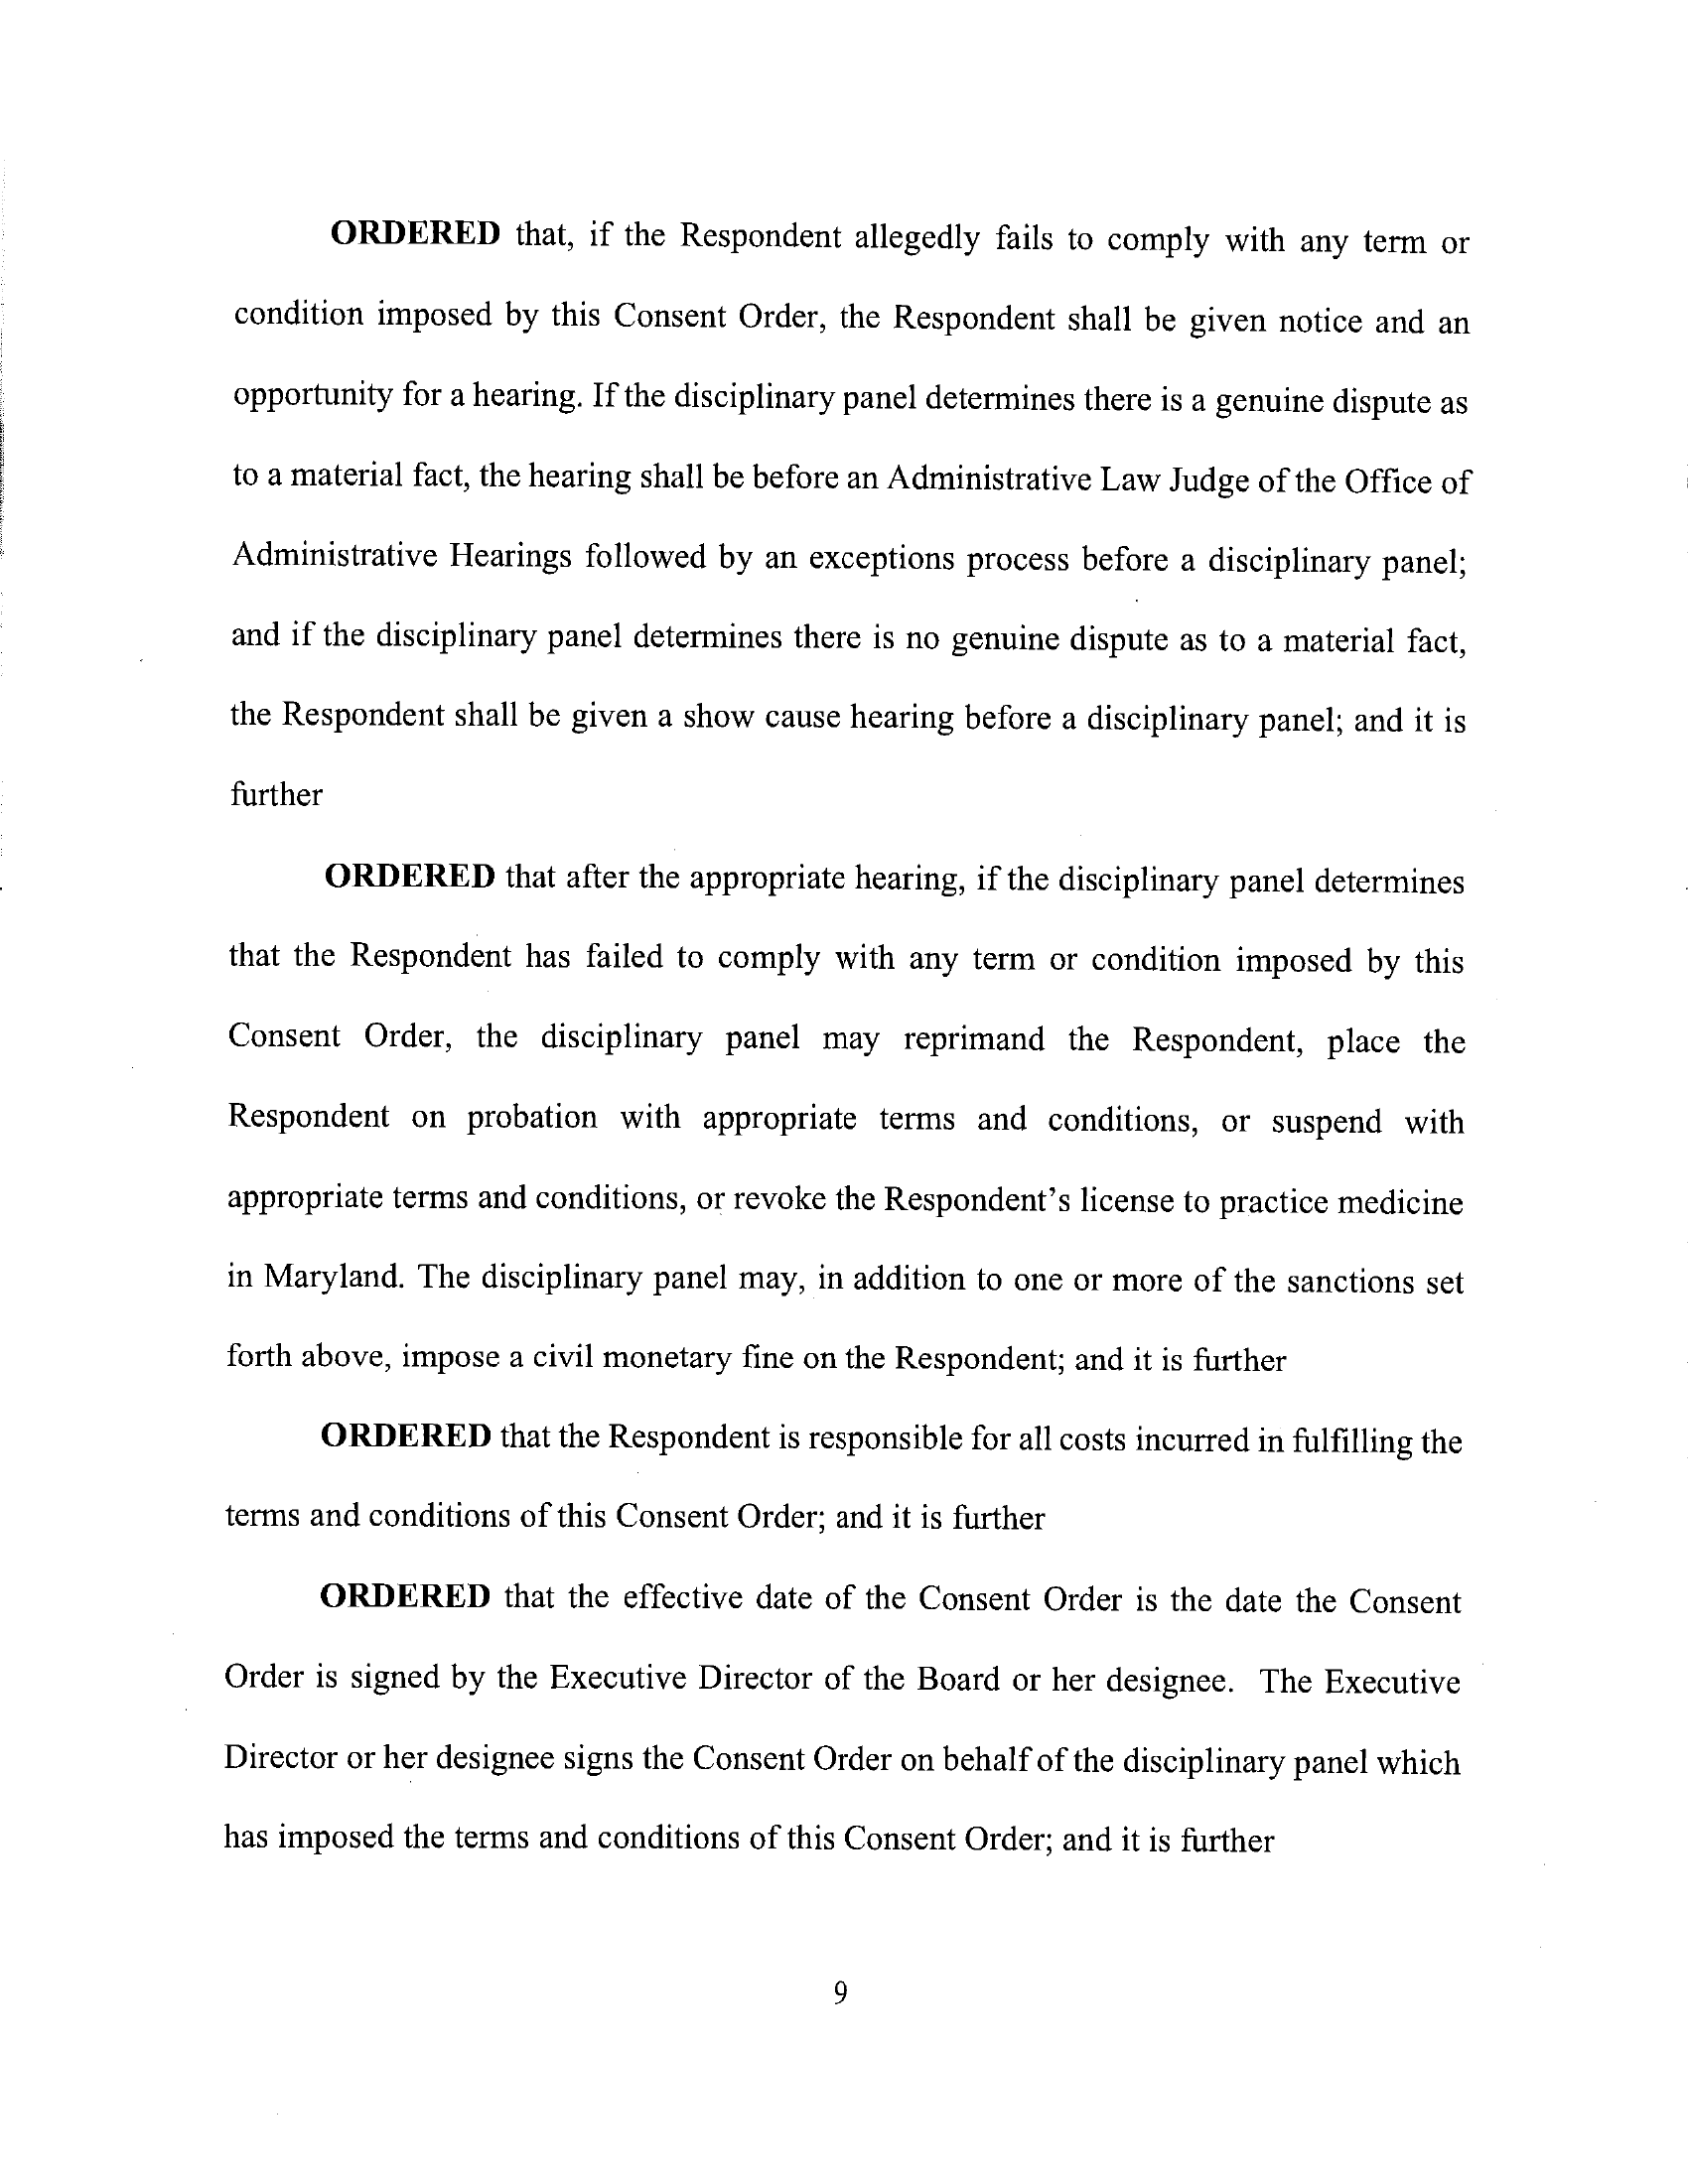 ORDERED that, if the Respondent allegedly fails to comply with any term or
condition imposed by this Consent Order, the Respondent shall be given notice and an
opportunity for a hearing. If the disciplinary panel determines there is a genuine dispute as
to a material fact, the hearing shall be before an Administrative Law Judge of the Office of
Administrative Hearings followed by an exceptions process before a disciplinary panel;
and if the disciplinary panel determines there is no genuine dispute as to a material fact,
the Respondent shall be given a show cause hearing before a disciplinary panel; and it is
further
ORDERED that after the appropriate hearing, if the disciplinary panel determines
that the Respondent has failed to comply with any term or condition imposed by this
Consent Order, the disciplinary panel may reprimand the Respondent, place the
Respondent on probation with appropriate terms and conditions, or suspend with
appropriate terms and conditions, or revoke the Respondent's license to practice medicine
in Maryland. The disciplinary panel may, in addition to one or more of the sanctions set
forth above, impose a civil monetary fine on the Respondent; and it is further
ORDERED that the Respondent is responsible for all costs incurred in fulfilling the
terms and conditions of this Consent Order; and it is further
ORDERED that the effective date of the Consent Order is the date the Consent
Order is signed by the Executive Director of the Board or her designee. The Executive
Director or her designee signs the Consent Order on behalf of the disciplinary panel which
has imposed the terms and conditions of this Consent Order; and it is further
9